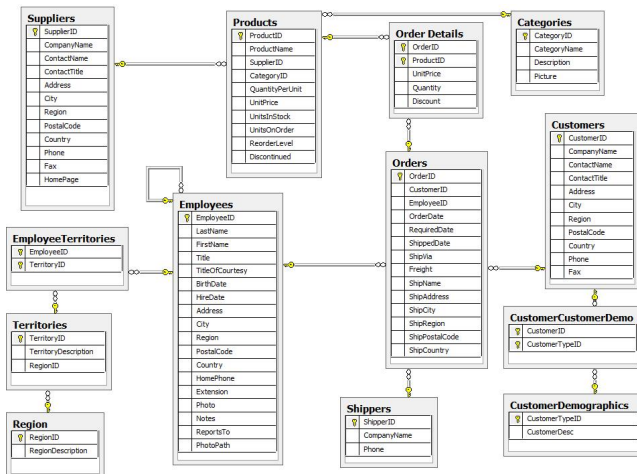 Suppliers
SupplierID
CompanyName
ContactName
ContactTitle
Address
City
Region
PostalCode
Country
Phone
Fax
HomePage
Products
ProductID
ProductName
SupplierID
CategoryID
QuantityPerUnit
UnitPrice
UnitsInStock
UnitsOnOrder
ReorderLevel
Discontinued
Order Details
OrderID
ProductID
UnitPrice
Quantity
Discount
Categories
CategoryID
CategoryName
Description
Picture
Customers
CustomerID
CompanyName
ContactName
ContactTitle
Address
City
Region
PostalCode
Country
Phone
Fax
Orders
OrderID
CustomerID
EmployeeID
OrderDate
RequiredDate
ShippedDate
ShipVia
Freight
ShipName
ShipAddress
ShipCity
ShipRegion
ShipPostalCode
ShipCountry
Employees
EmployeeID
LastName
FirstName
Title
TitleOfCourtesy
BirthDate
HireDate
Address
City
Region
PostalCode
Country
HomePhone
Extension
Photo
Notes
ReportsTo
PhotoPath
EmployeeTerritories
EmployeeID
TerritoryID
Territories
TerritoryID
TerritoryDescription
RegionID
Region
RegionID
RegionDescription
Shippers
ShipperID
CompanyName
Phone
CustomerCustomerDemo
CustomerID
CustomerTypeID
CustomerDemographics
CustomerTypeID
CustomerDesc